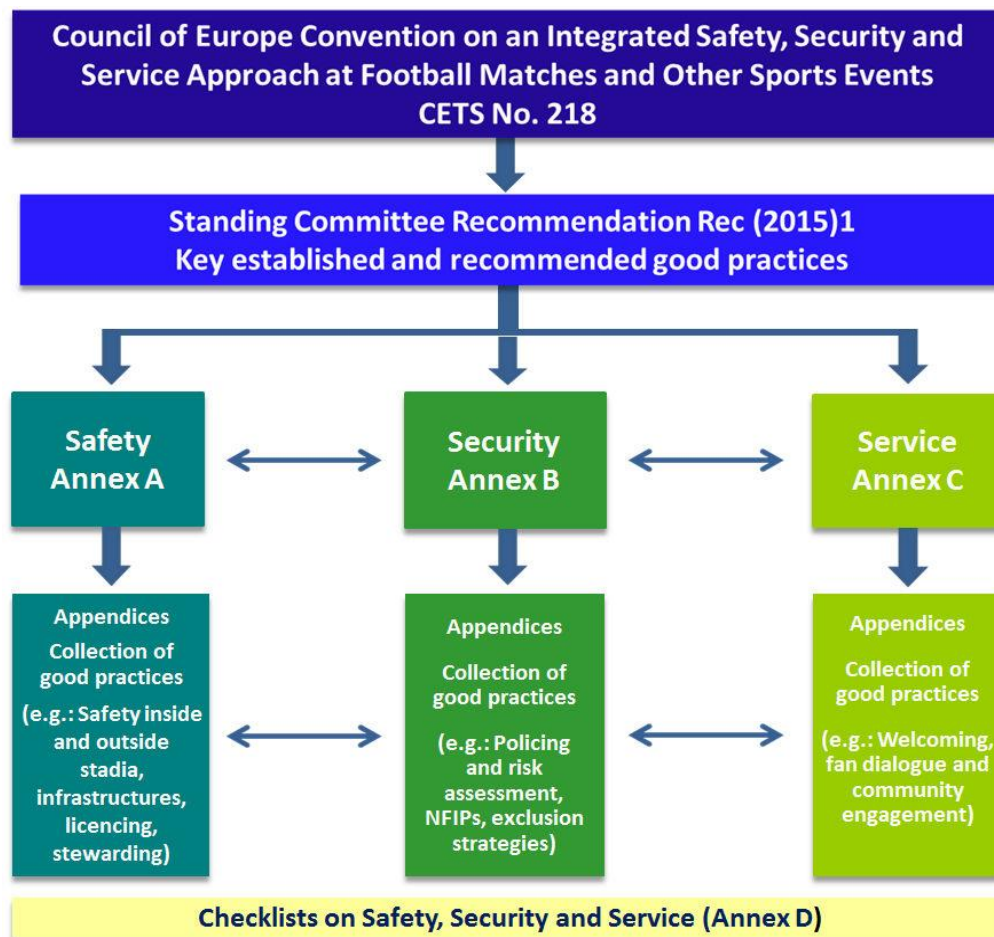 Council of Europe Convention on an Integrated Safety, Security and
Service Approach at Football Matches and Other Sports Events
CETS No. 218
Standing Committee Recommendation Rec (2015)1
Key established and recommended good practices
Safety
Annex A
Security
Annex B
Service
Annex C
Appendices
Collection of
good practices
(e.g.: Safety inside
and outside
stadia,
infrastructures,
licencing,
stewarding)
Appendices
Collection of
good practices
(e.g.: Policing
and risk
assessment,
NFIPs, exclusion
strategies)
Appendices
Collection of
good practices
(e.g.: Welcoming,
fan dialogue and
community
engagement)
Checklists on Safety, Security and Service (Annex D)